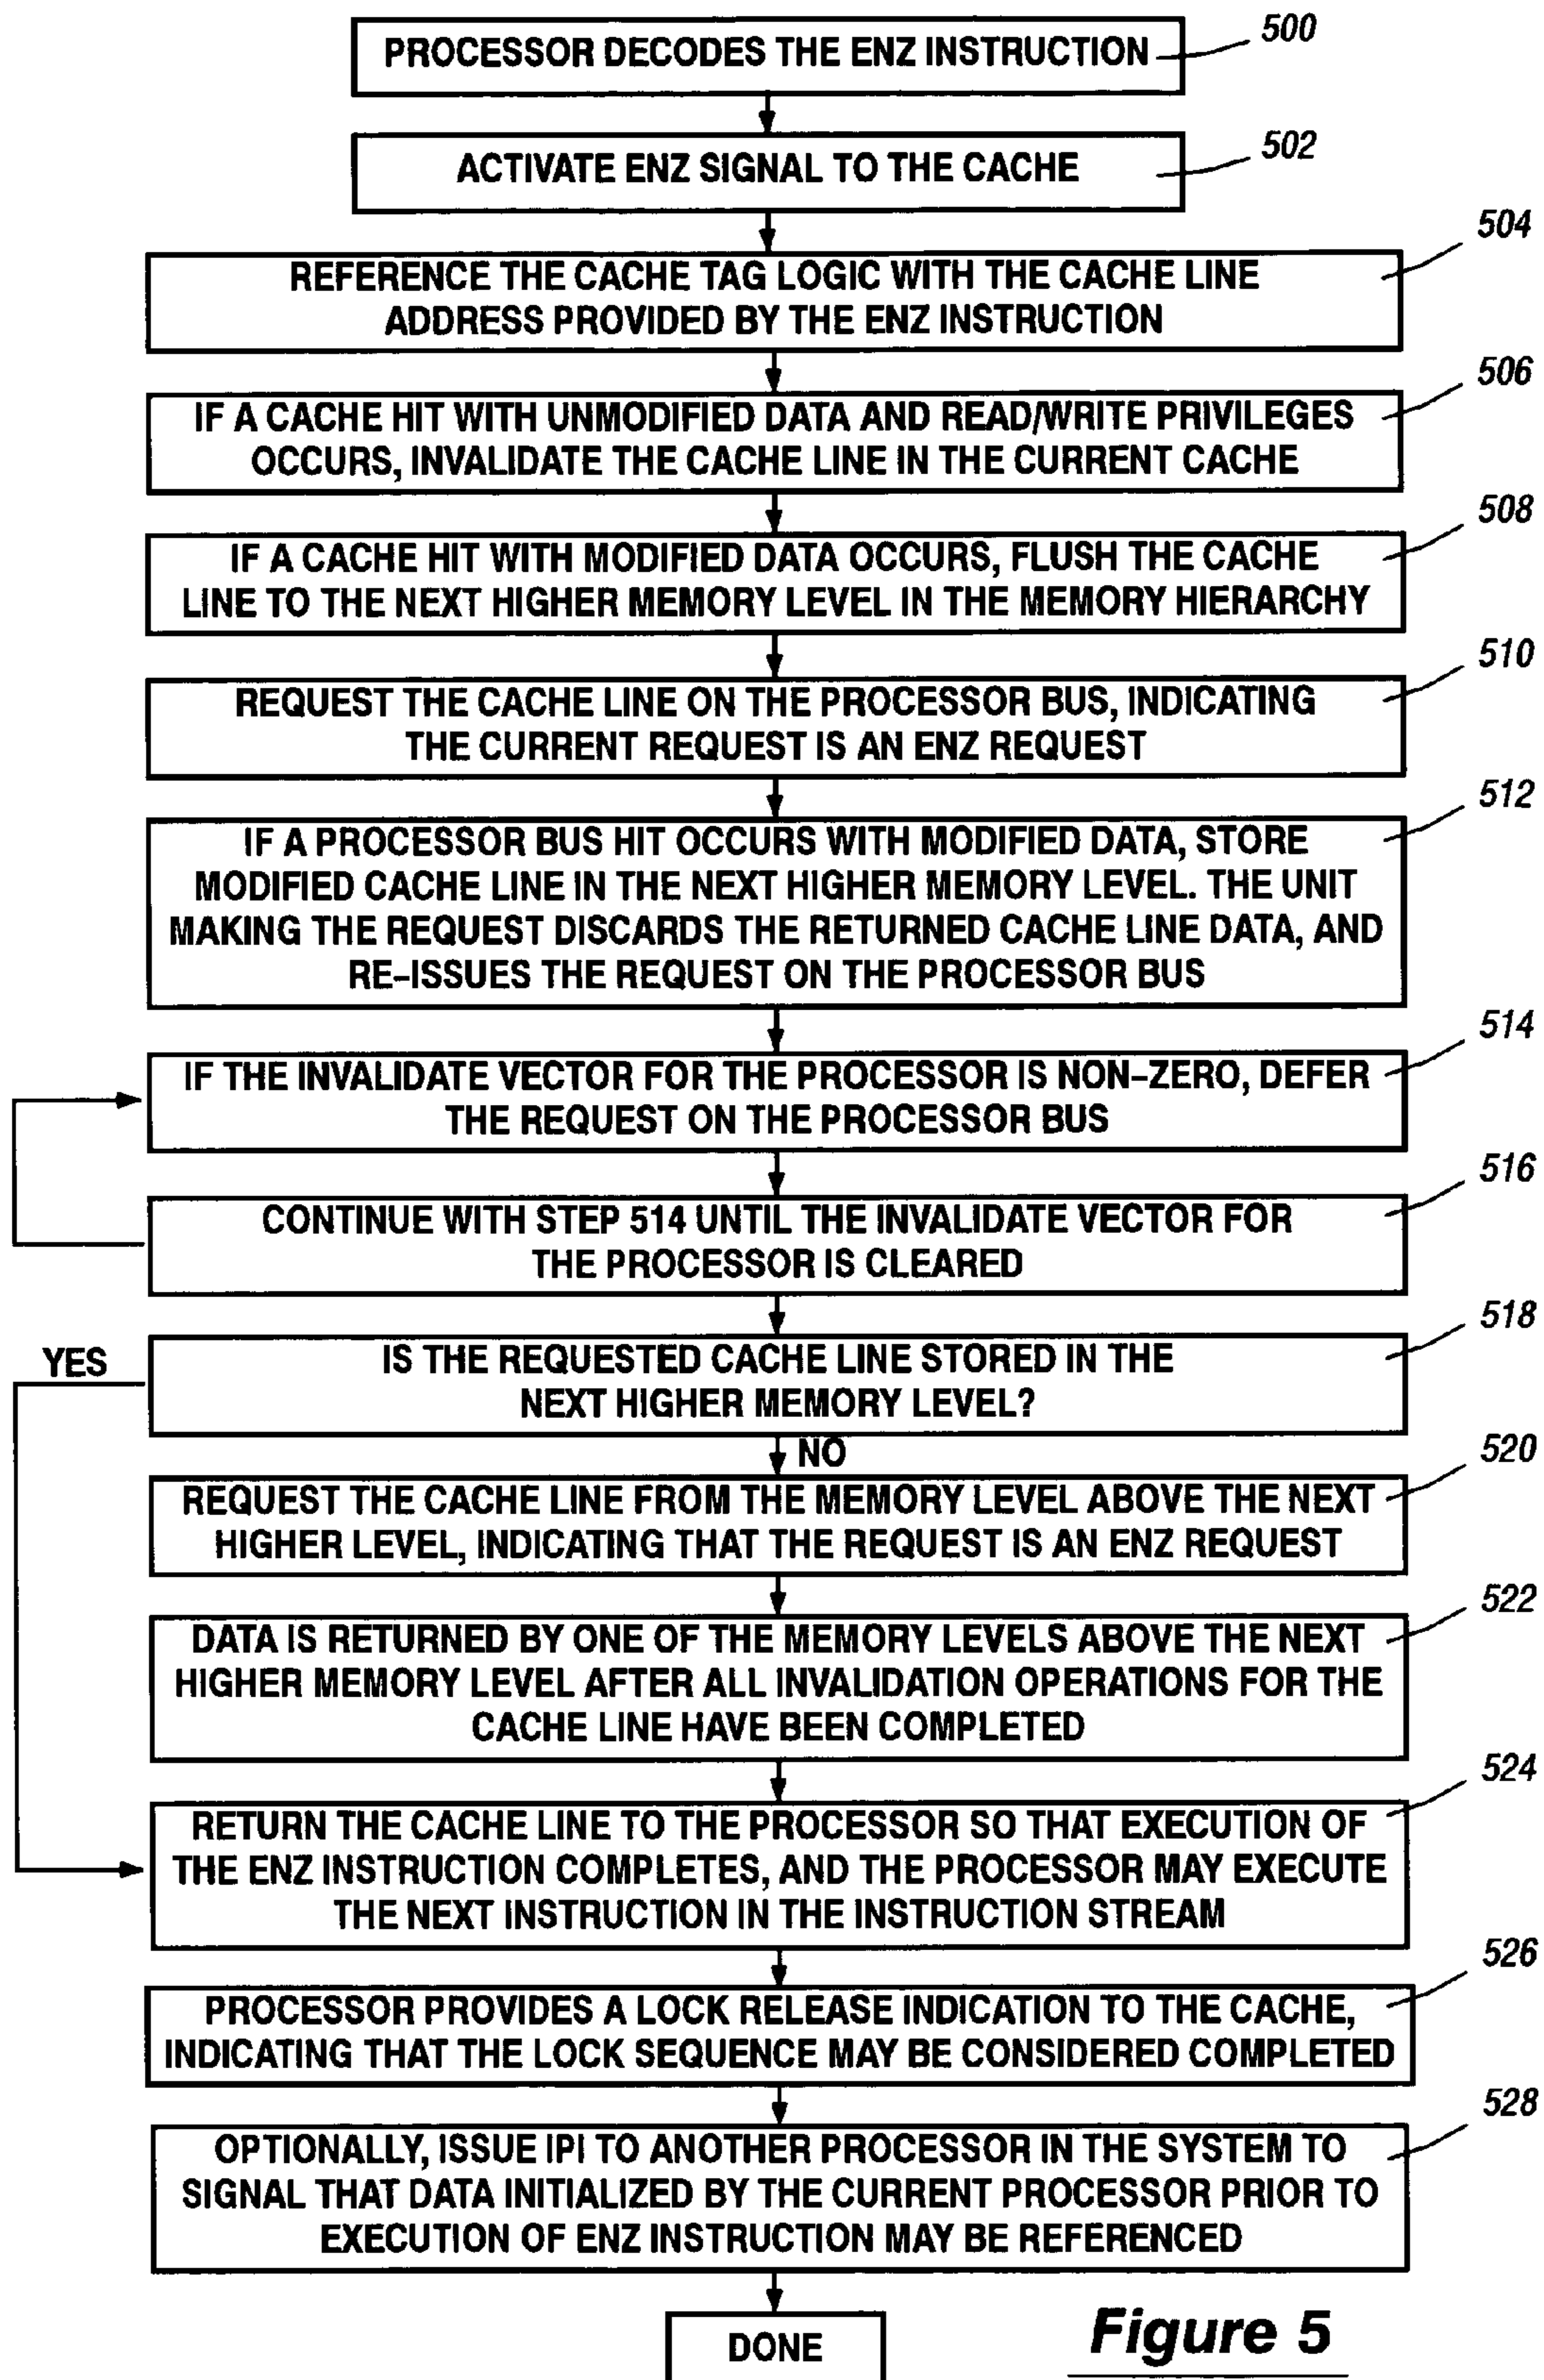 PROCESSOR DECODES THE ENZ INSTRUCTION
500
ACTIVATE ENZ SIGNAL TO THE CACHE
502
504
REFERENCE THE CACHE TAG LOGIC WITH THE CACHE LINE
ADDRESS PROVIDED BY THE ENZ INSTRUCTION
506
IF A CACHE HIT WITH UNMODIFIED DATA AND READ/WRITE PRIVILEGES
OCCURS, INVALIDATE THE CACHE LINE IN THE CURRENT CACHE
508
IF A CACHE HIT WITH MODIFIED DATA OCCURS, FLUSH THE CACHE
LINE TO THE NEXT HIGHER MEMORY LEVEL IN THE MEMORY HIERARCHY
510
REQUEST THE CACHE LINE ON THE PROCESSOR BUS, INDICATING
THE CURRENT REQUEST IS AN ENZ REQUEST
512
IF A PROCESSOR BUS HIT OCCURS WITH MODIFIED DATA, STORE
MODIFIED CACHE LINE IN THE NEXT HIGHER MEMORY LEVEL. THE UNIT
MAKING THE REQUEST DISCARDS THE RETURNED CACHE LINE DATA, AND
RE-ISSUES THE REQUEST ON THE PROCESSOR BUS
514
IF THE INVALIDATE VECTOR FOR THE PROCESSOR IS NON-ZERO, DEFER
THE REQUEST ON THE PROCESSOR BUS
516
CONTINUE WITH STEP 514 UNTIL THE INVALIDATE VECTOR FOR
THE PROCESSOR IS CLEARED
518
YES
IS THE REQUESTED CACHE LINE STORED IN THE
NEXT HIGHER MEMORY LEVEL?
NO
520
REQUEST THE CACHE LINE FROM THE MEMORY LEVEL ABOVE THE NEXT
HIGHER LEVEL, INDICATING THAT THE REQUEST IS AN ENZ REQUEST
522
DATA IS RETURNED BY ONE OF THE MEMORY LEVELS ABOVE THE NEXT
HIGHER MEMORY LEVEL AFTER ALL INVALIDATION OPERATIONS FOR THE
CACHE LINE HAVE BEEN COMPLETED
524
RETURN THE CACHE LINE TO THE PROCESSOR SO THAT EXECUTION OF
THE ENZ INSTRUCTION COMPLETES, AND THE PROCESSOR MAY EXECUTE
THE NEXT INSTRUCTION IN THE INSTRUCTION STREAM
526
PROCESSOR PROVIDES A LOCK RELEASE INDICATION TO THE CACHE,
INDICATING THAT THE LOCK SEQUENCE MAY BE CONSIDERED COMPLETED
528
OPTIONALLY, ISSUE IPI TO ANOTHER PROCESSOR IN THE SYSTEM TO
SIGNAL THAT DATA INITIALIZED BY THE CURRENT PROCESSOR PRIOR TO
EXECUTION OF ENZ INSTRUCTION MAY BE REFERENCED
DONE
Figure 5